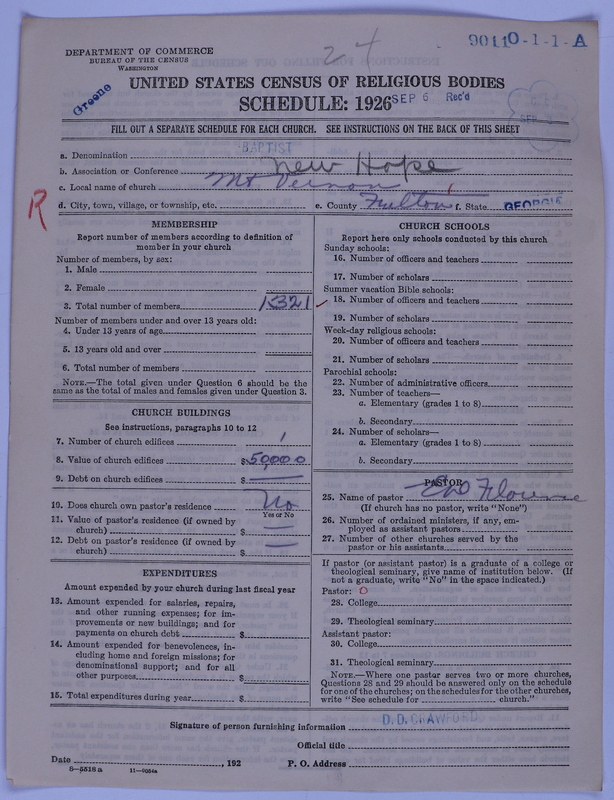 24
90110-1-1-A
DEPARTMENT OF COMMERCE
BUREAU OF THE CENSUS
WASHINGTON
Greene
UNITED STATES CENSUS OF RELIGIOUS BODIES
SCHEDULE: 1926
SEP 6 Rec'd
SEP
FILL OUT A SEPARATE SCHEDULE FOR EACH CHURCH. SEE INSTRUCTIONS ON THE BACK OF THIS SHEET
a. Denomination BAPTIST
b. Association or Conference New Hope
c. Local name of church Mt Vernon
R
d. City, town, village, or township, etc. e. County Fulton f. State. GEORGIA
MEMBERSHIP
Report number of members according to definition of
member in your church
Number of members, by sex:
1. Male
2. Female
3. Total number of members 1321
Number of members under and over 13 years old:
4. Under 13 years of age
5. 13 years old and over
6. Total number of members
NOTE.—The total given under Question 6 should be the
same as the total of males and females given under Question 3.
CHURCH BUILDINGS
See instructions, paragraphs 10 to 12
7. Number of church edifices 1
8. Value of church edifices $50,000
9. Debt on church edifices $ —
10. Does church own pastor's residence No
Yes or No
11. Value of pastor's residence (if owned by
church) $ —
12. Debt on pastor's residence (if owned by
church) $ —
EXPENDITURES
Amount expended by your church during last fiscal year
13. Amount expended for salaries, repairs,
and other running expenses; for im-
provements or new buildings; and for
payments on church debt $
14. Amount expended for benevolences, in-
cluding home and foreign missions; for
denominational support; and for all
other purposes $
15. Total expenditures during year $
CHURCH SCHOOLS
Report here only schools conducted by this church
Sunday schools:
16. Number of officers and teachers
17. Number of scholars
Summer vacation Bible schools:
18. Number of officers and teachers
19. Number of scholars
Week-day religious schools:
20. Number of officers and teachers
21. Number of scholars
Parochial schools:
22. Number of administrative officers
23. Number of teachers—
a. Elementary (grades 1 to 8)
b. Secondary
24. Number of scholars—
a. Elementary (grades 1 to 8)
b. Secondary
PASTOR
25. Name of pastor
(If church has no pastor, write "None")
26. Number of ordained ministers, if any, em-
ployed as assistant pastors
27. Number of other churches served by the
pastor or his assistants
If pastor (or assistant pastor) is a graduate of a college or
theological seminary, give name of institution below. (If
not a graduate, write "No" in the space indicated.)
Pastor: O
28. College
29. Theological seminary
Assistant pastor:
30. College
31. Theological seminary
NOTE.—Where one pastor serves two or more churches,
Questions 28 and 29 should be answered only on the schedule
for one of the churches; on the schedules for the other churches,
write "See schedule for church."
Signature of person furnishing information D.D. CRAWFORD
Official title
Date , 192 P. O. Address
8—5518a 11—9054a